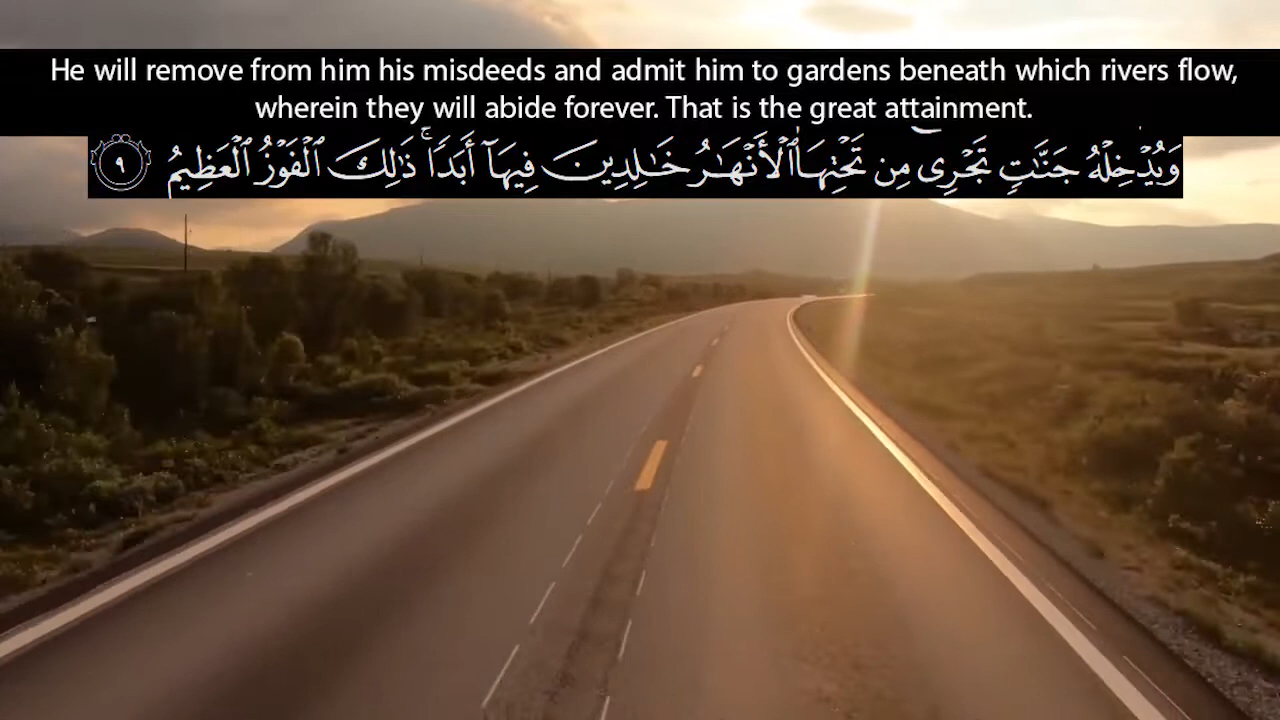 He will remove from him his misdeeds and admit him to gardens beneath which rivers flow,
wherein they will abide forever. That is the great attainment.
وَيُدْخِلْهُ جَنَّٰتٍ تَجْرِى مِن تَحْتِهَا ٱلْأَنْهَٰرُ خَٰلِدِينَ فِيهَآ أَبَدًا ۚ ذَٰلِكَ ٱلْفَوْزُ ٱلْعَظِيمُ ٩